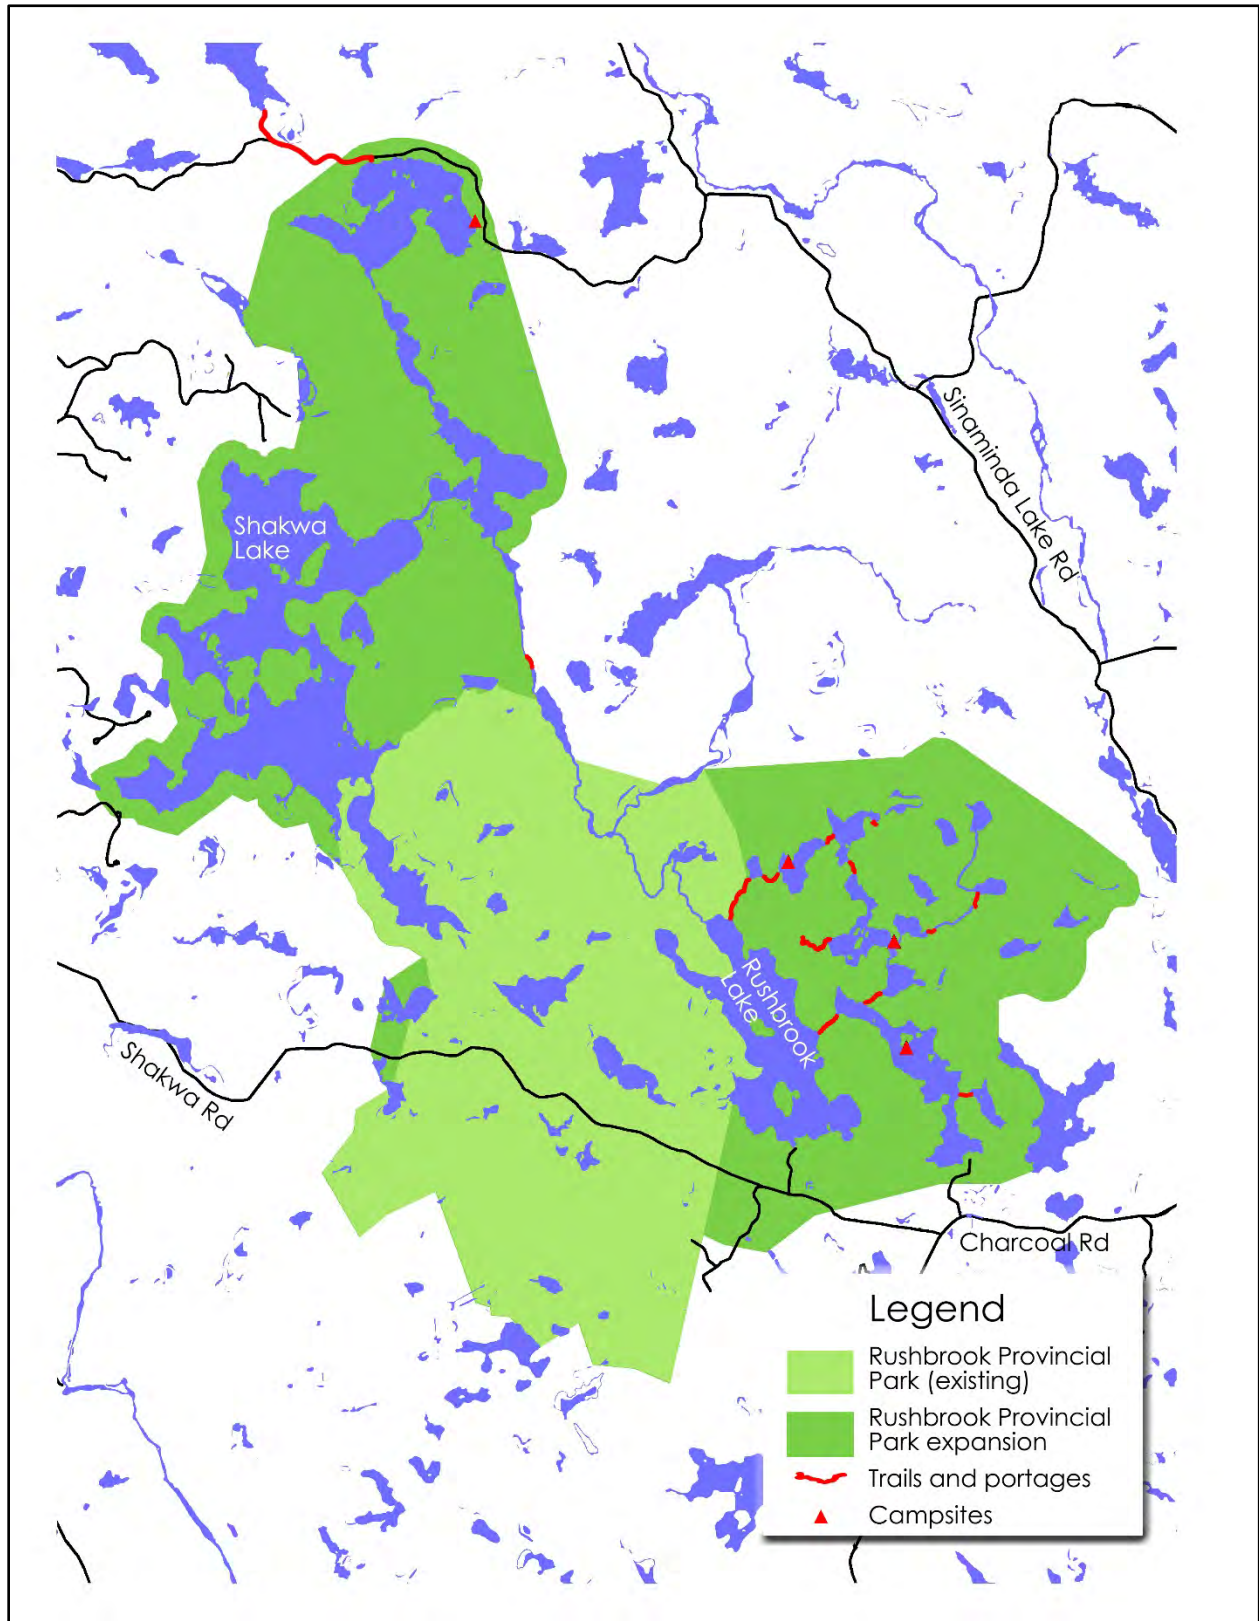 Sinaminda Lake Rd
Shakwa
Lake
Rushbrook
Lake
Shakwa Rd
Charcoal Rd
Legend
Rushbrook Provincial
Park (existing)
Rushbrook Provincial
Park expansion
Trails and portages
Campsites